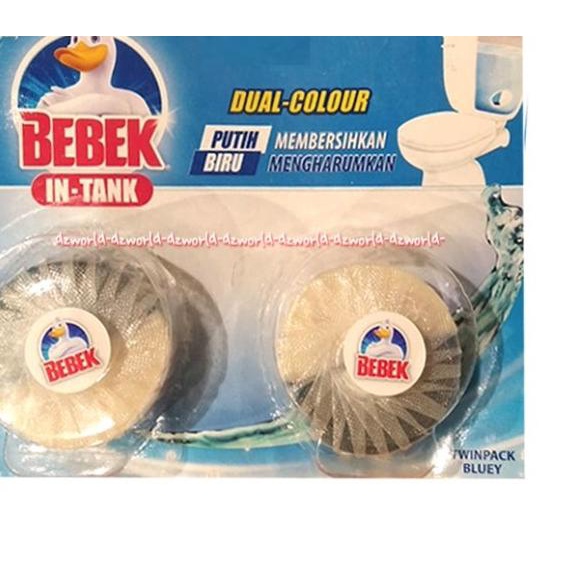 BEBEK
IN-TANK
DUAL-COLOUR
PUTIH MEMBERSIHKAN
BIRU MENGHARUMKAN
dzworld-dzworld-dzworld-dzworld-dzworld-dzworld-dzworld-
BEBEK
BEBEK
TWINPACK
BLUEY